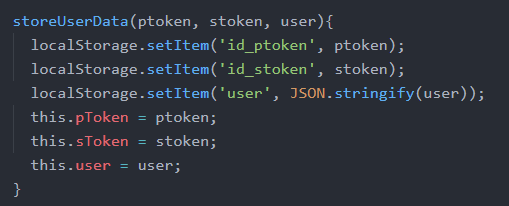 storeUserData(ptoken, stoken, user){
localStorage.setItem('id_ptoken', ptoken);
localStorage.setItem('id_stoken', stoken);
localStorage.setItem('user', JSON.stringify(user));
this.pToken = ptoken;
this.sToken = stoken;
this.user = user;
}